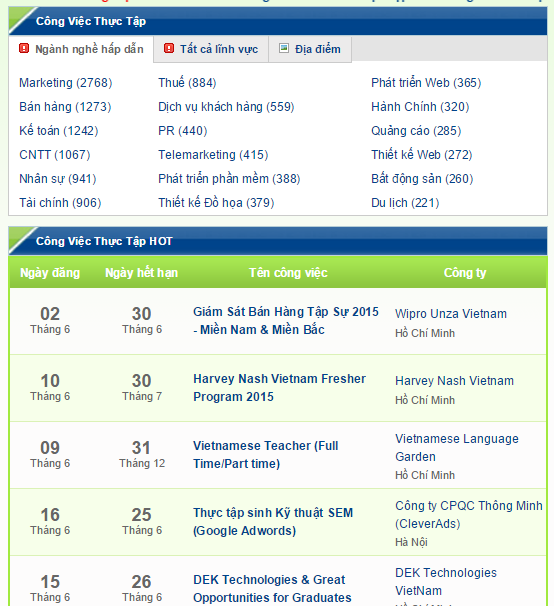 Công Việc Thực Tập
Ngành nghề hấp dẫn Tất cả lĩnh vực Địa điểm
Marketing (2768) Thuế (884) Phát triển Web (365)
Bán hàng (1273) Dịch vụ khách hàng (559) Hành Chính (320)
Kế toán (1242) PR (440) Quảng cáo (285)
CNTT (1067) Telemarketing (415) Thiết kế Web (272)
Nhân sự (941) Phát triển phần mềm (388) Bất động sản (260)
Tài chính (906) Thiết kế Đồ họa (379) Du lịch (221)
Công Việc Thực Tập HOT
Ngày đăng Ngày hết hạn Tên công việc Công ty
02 Tháng 6 30 Tháng 6 Giám Sát Bán Hàng Tập Sự 2015
- Miền Nam & Miền Bắc
Wipro Unza Vietnam
Hồ Chí Minh
10 Tháng 6 30 Tháng 7 Harvey Nash Vietnam Fresher
Program 2015
Harvey Nash Vietnam
Hồ Chí Minh
09 Tháng 6 31 Tháng 12 Vietnamese Teacher (Full
Time/Part time)
Vietnamese Language
Garden
Hồ Chí Minh
16 Tháng 6 25 Tháng 6 Thực tập sinh Kỹ thuật SEM
(Google Adwords)
Công ty CPQC Thông Minh
(CleverAds)
Hà Nội
15 Tháng 6 26 Tháng 6 DEK Technologies & Great
Opportunities for Graduates
DEK Technologies
VietNam